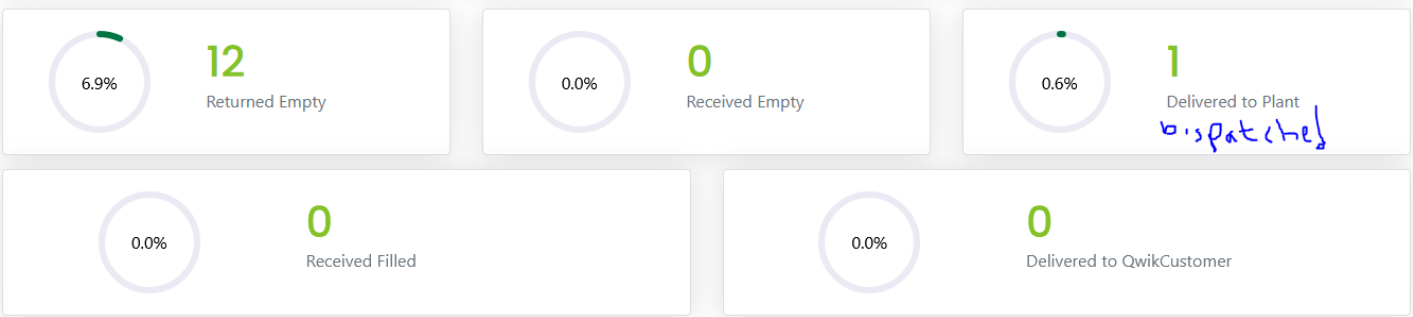 12
6.9%
Returned Empty
0
0.0%
Received Empty
1
0.6%
Delivered to Plant
Dispatched
0
0.0%
Received Filled
0
0.0%
Delivered to QwikCustomer